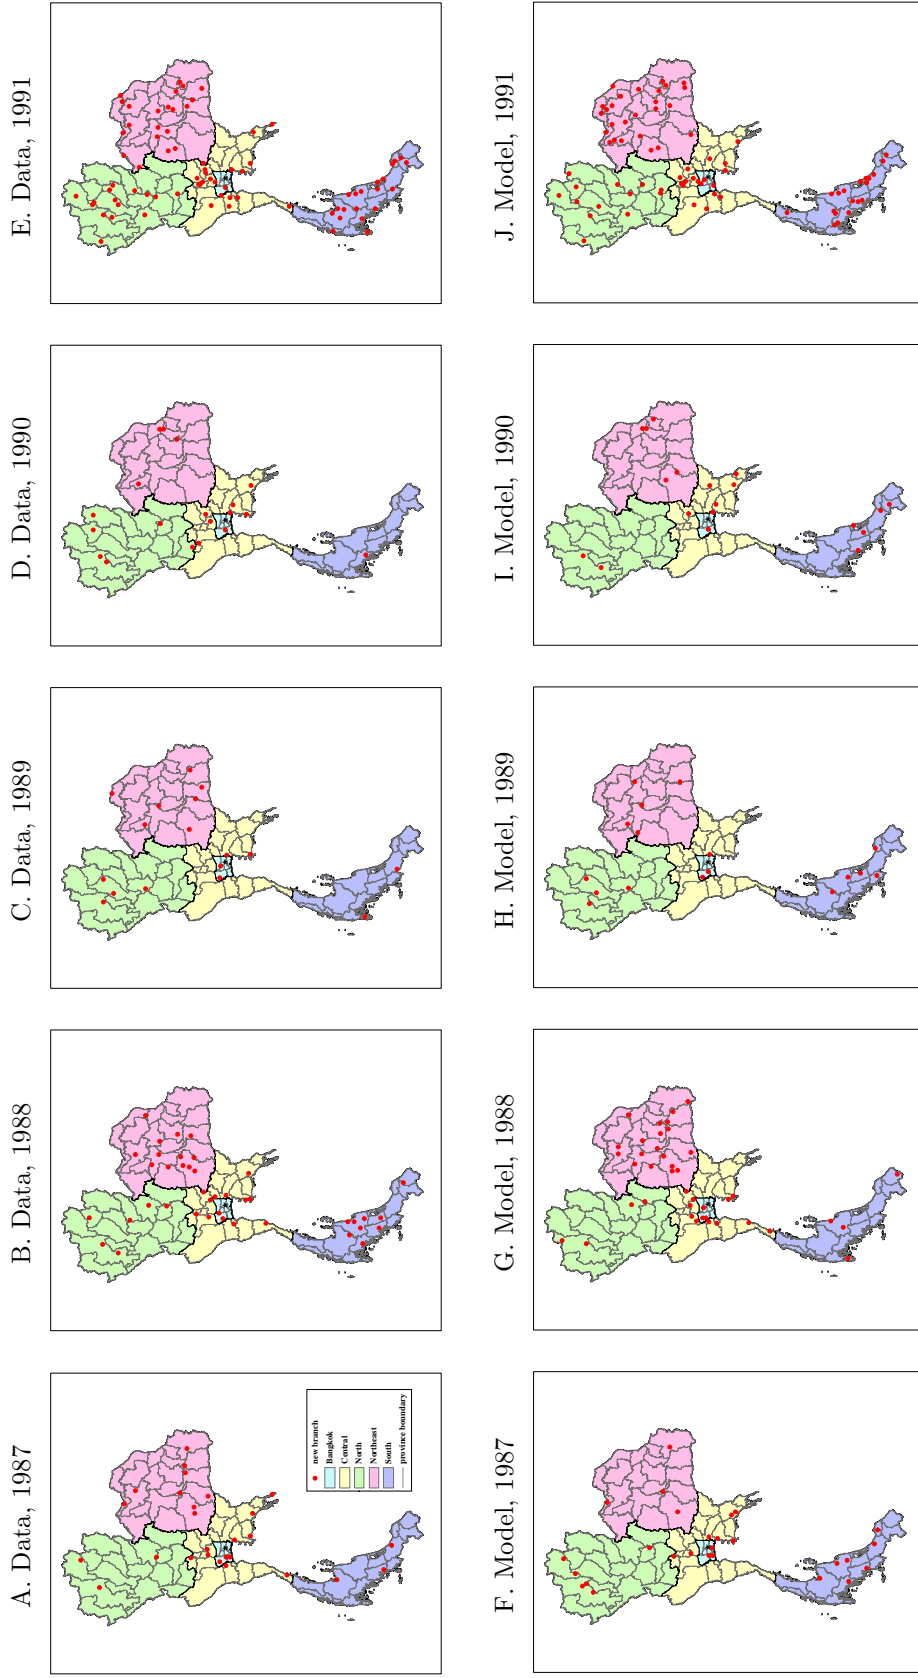 A. Data, 1987
B. Data, 1988
C. Data, 1989
D. Data, 1990
E. Data, 1991
new branch
Bangkok
Central
North
Northeast
South
province boundary
F. Model, 1987
G. Model, 1988
H. Model, 1989
I. Model, 1990
J. Model, 1991